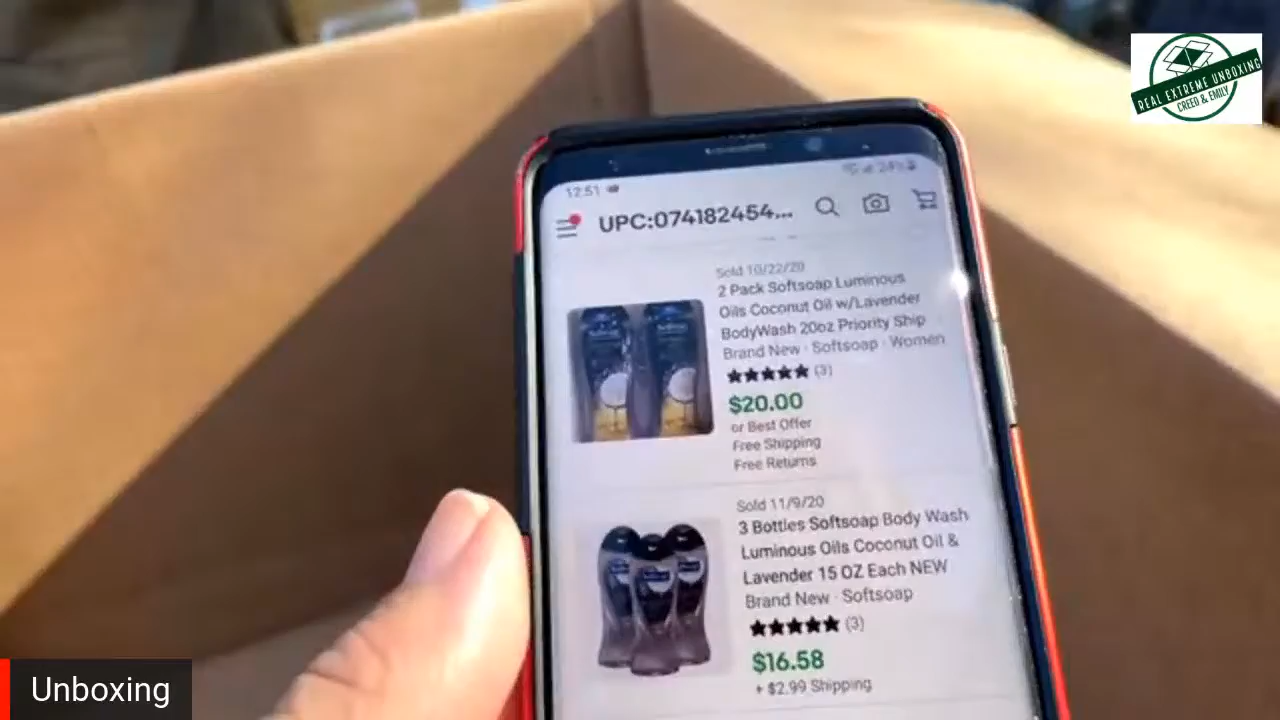 REAL EXTREME UNBOXING
CREED & EMILY
12:51
24%
UPC:074182454...
Sold 10/22/20
2 Pack Softsoap Luminous
Oils Coconut Oil w/Lavender
BodyWash 20oz Priority Ship
Brand New · Softsoap · Women
(3)
$20.00
or Best Offer
Free Shipping
Free Returns
Sold 11/9/20
3 Bottles Softsoap Body Wash
Luminous Oils Coconut Oil &
Lavender 15 OZ Each NEW
Brand New · Softsoap
(3)
$16.58
+ $2.99 Shipping
Unboxing